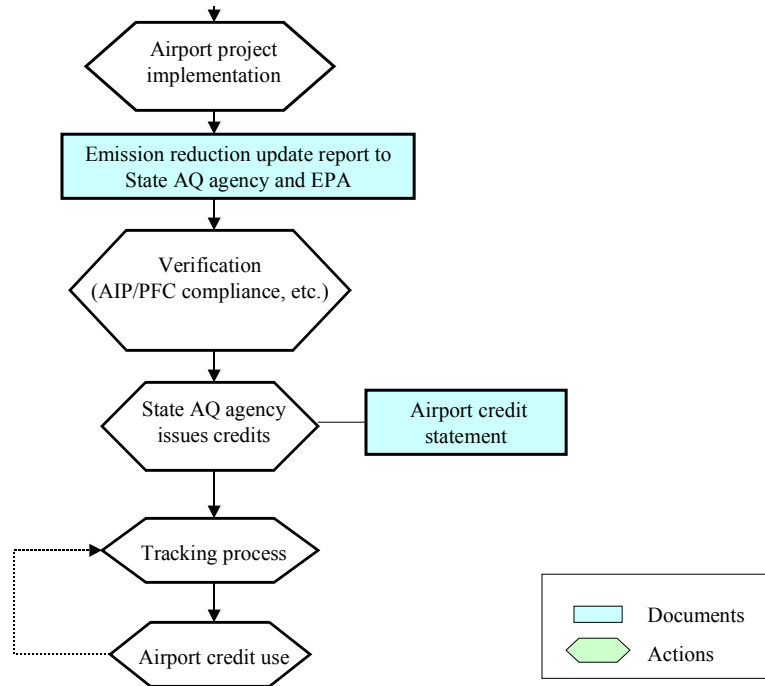 Airport project
implementation
Emission reduction update report to
State AQ agency and EPA
Verification
(AIP/PFC compliance, etc.)
State AQ agency
issues credits
Airport credit
statement
Tracking process
Airport credit use
Documents
Actions